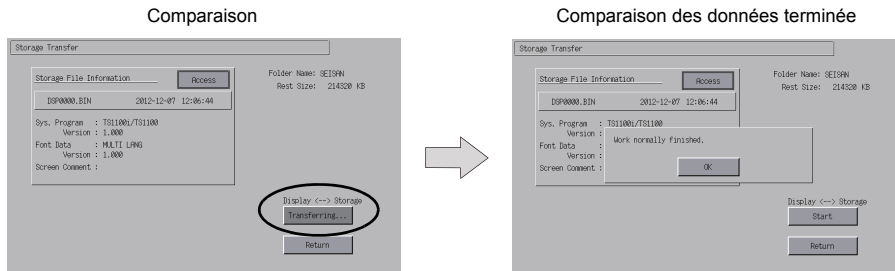 Comparaison
Storage Transfer
Storage File Information
Access
DSP0000.BIN 2012-12-07 12:06:44
Sys. Program : TS1100i/TS1100
Version : 1.000
Font Data : MULTI LANG
Version : 1.000
Screen Comment :
Folder Name: SEISAN
Rest Size: 214320 KB
Display <--> Storage
Transferring...
Return
Comparaison des données terminée
Storage Transfer
Storage File Information
Access
DSP0000.BIN 2012-12-07 12:06:44
Sys. Program : TS1100i/TS1100
Version :
Font Data :
Version :
Screen Comment :
Work normally finished.
OK
Folder Name: SEISAN
Rest Size: 214320 KB
Display <--> Storage
Start
Return